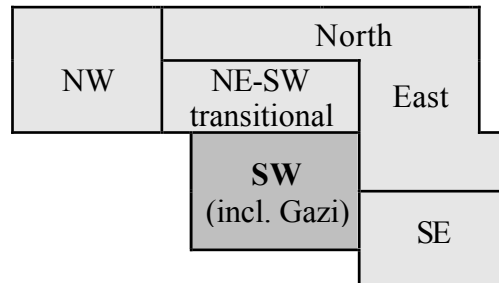 North
NW
NE-SW
transitional
East
SW
(incl. Gazi)
SE